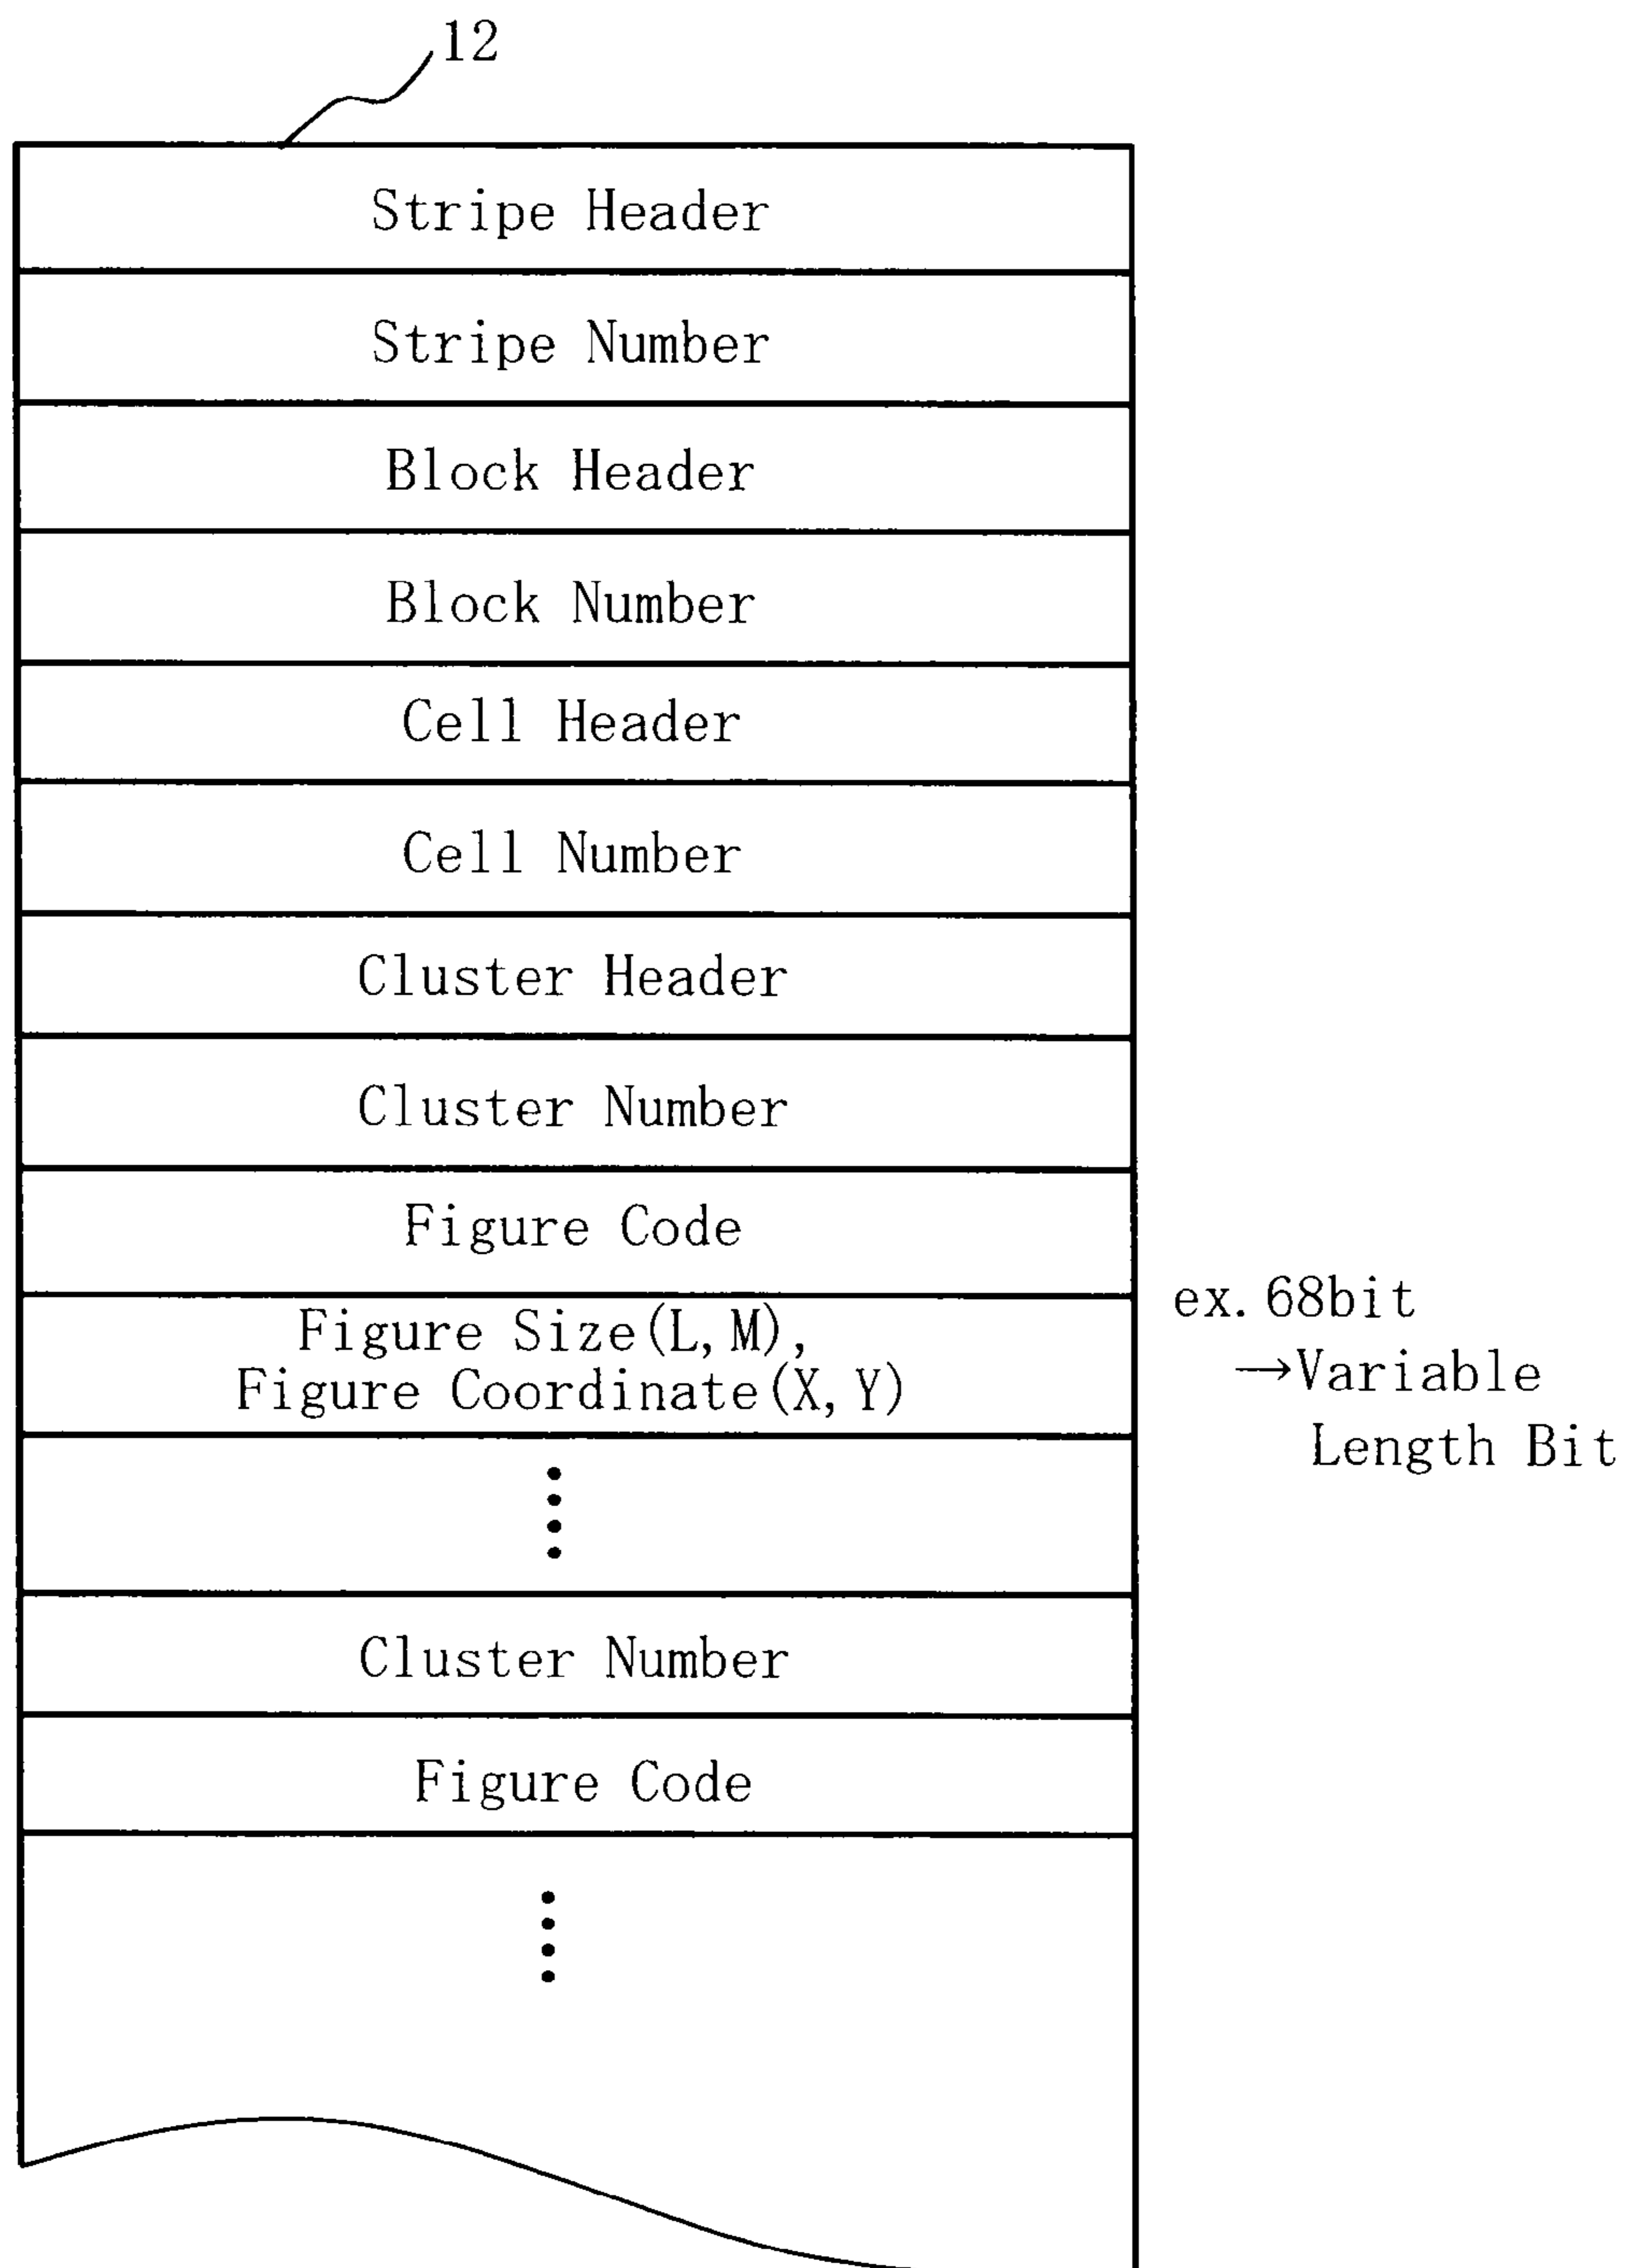 12
Stripe Header
Stripe Number
Block Header
Block Number
Cell Header
Cell Number
Cluster Header
Cluster Number
Figure Code
Figure Size(L,M),
Figure Coordinate(X,Y)
ex.68bit
→Variable
Length Bit
Cluster Number
Figure Code